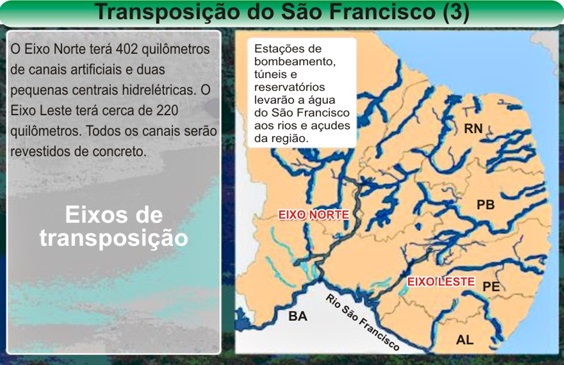 Transposição do São Francisco (3)
O Eixo Norte terá 402 quilômetros
de canais artificiais e duas
pequenas centrais hidrelétricas. O
Eixo Leste terá cerca de 220
quilômetros. Todos os canais serão
revestidos de concreto.
Eixos de
transposição
Estações de
bombeamento,
túneis e
reservatórios
levarão a água
do São Francisco
aos rios e açudes
da região.
RN
PB
EIXO NORTE
EIXO LESTE
PE
BA
Rio São Francisco
AL